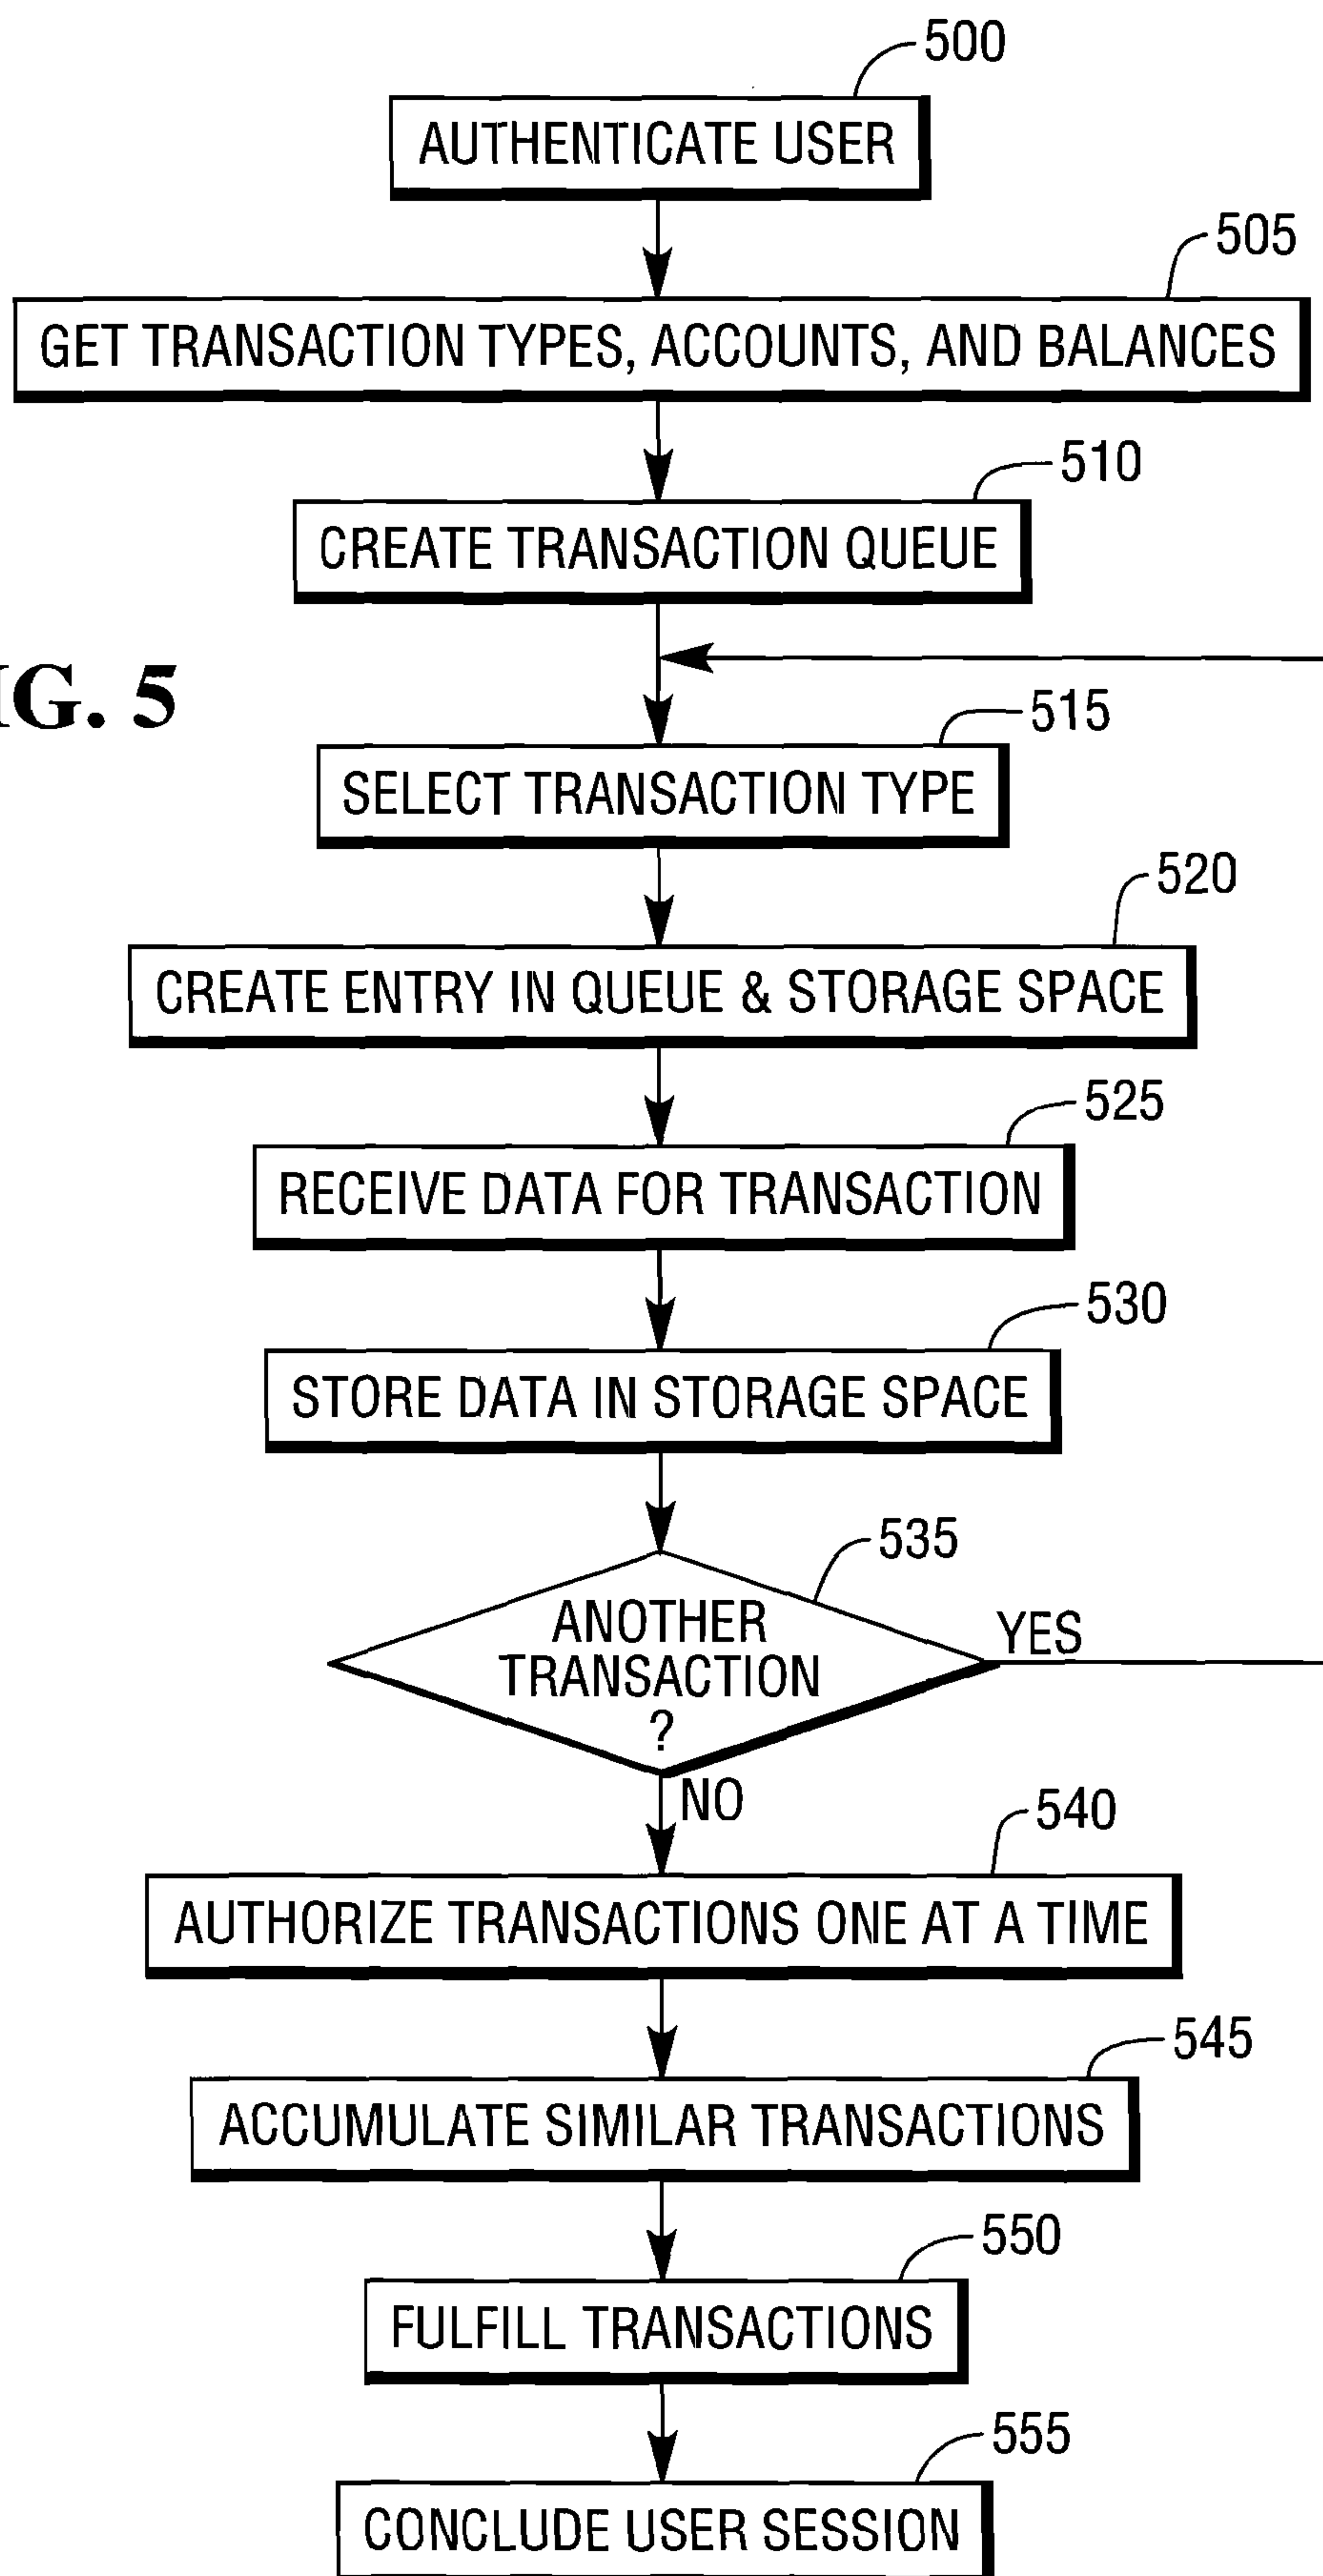 500
AUTHENTICATE USER
505
GET TRANSACTION TYPES, ACCOUNTS, AND BALANCES
510
CREATE TRANSACTION QUEUE
IG. 5
515
SELECT TRANSACTION TYPE
520
CREATE ENTRY IN QUEUE & STORAGE SPACE
525
RECEIVE DATA FOR TRANSACTION
530
STORE DATA IN STORAGE SPACE
535
ANOTHER
TRANSACTION
?
YES
NO
540
AUTHORIZE TRANSACTIONS ONE AT A TIME
545
ACCUMULATE SIMILAR TRANSACTIONS
550
FULFILL TRANSACTIONS
555
CONCLUDE USER SESSION